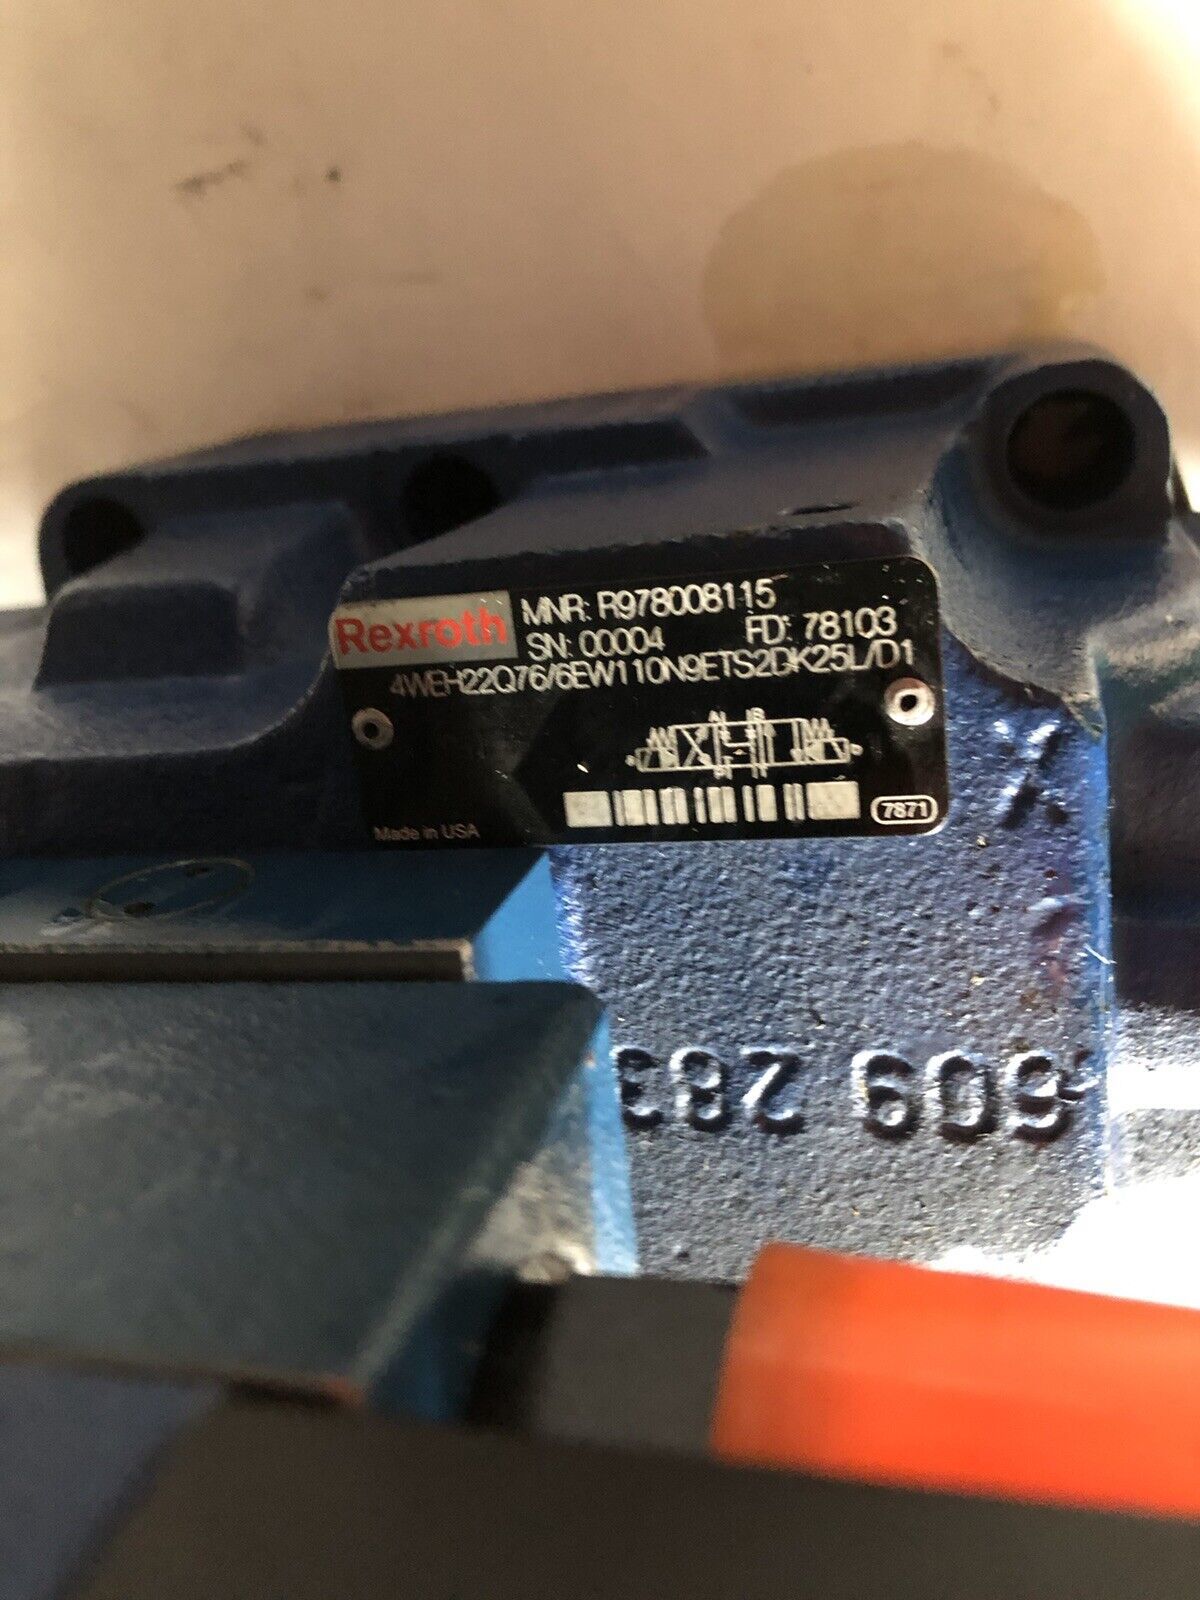 Rexroth
MNR: R978008115
SN: 00004 FD: 78103
4WEH22Q76/6EW110N9ETS2DK25L/D1
A B
P T
7871
Made in USA
609 283